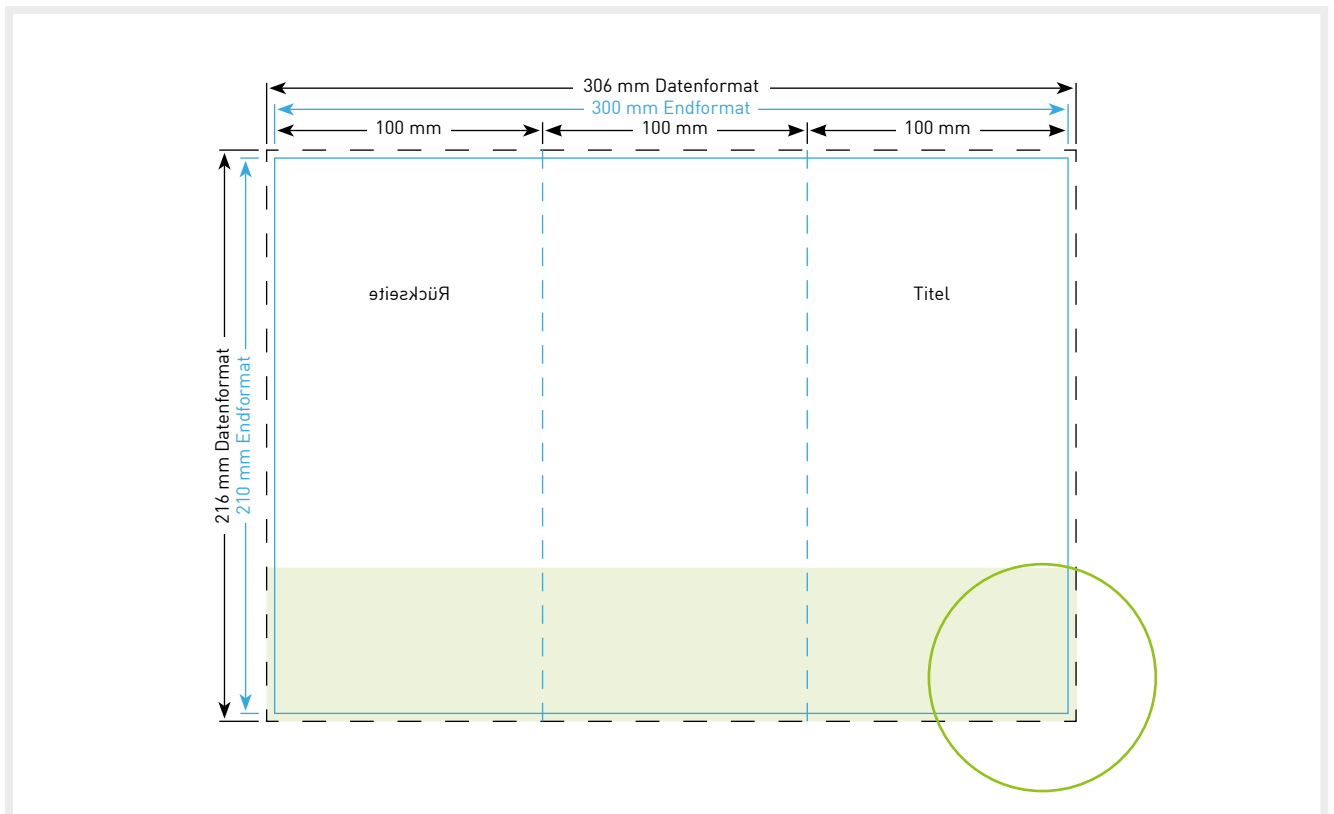 306 mm Datenformat
300 mm Endformat
100 mm
100 mm
100 mm
Rückseite
Titel
216 mm Datenformat
210 mm Endformat